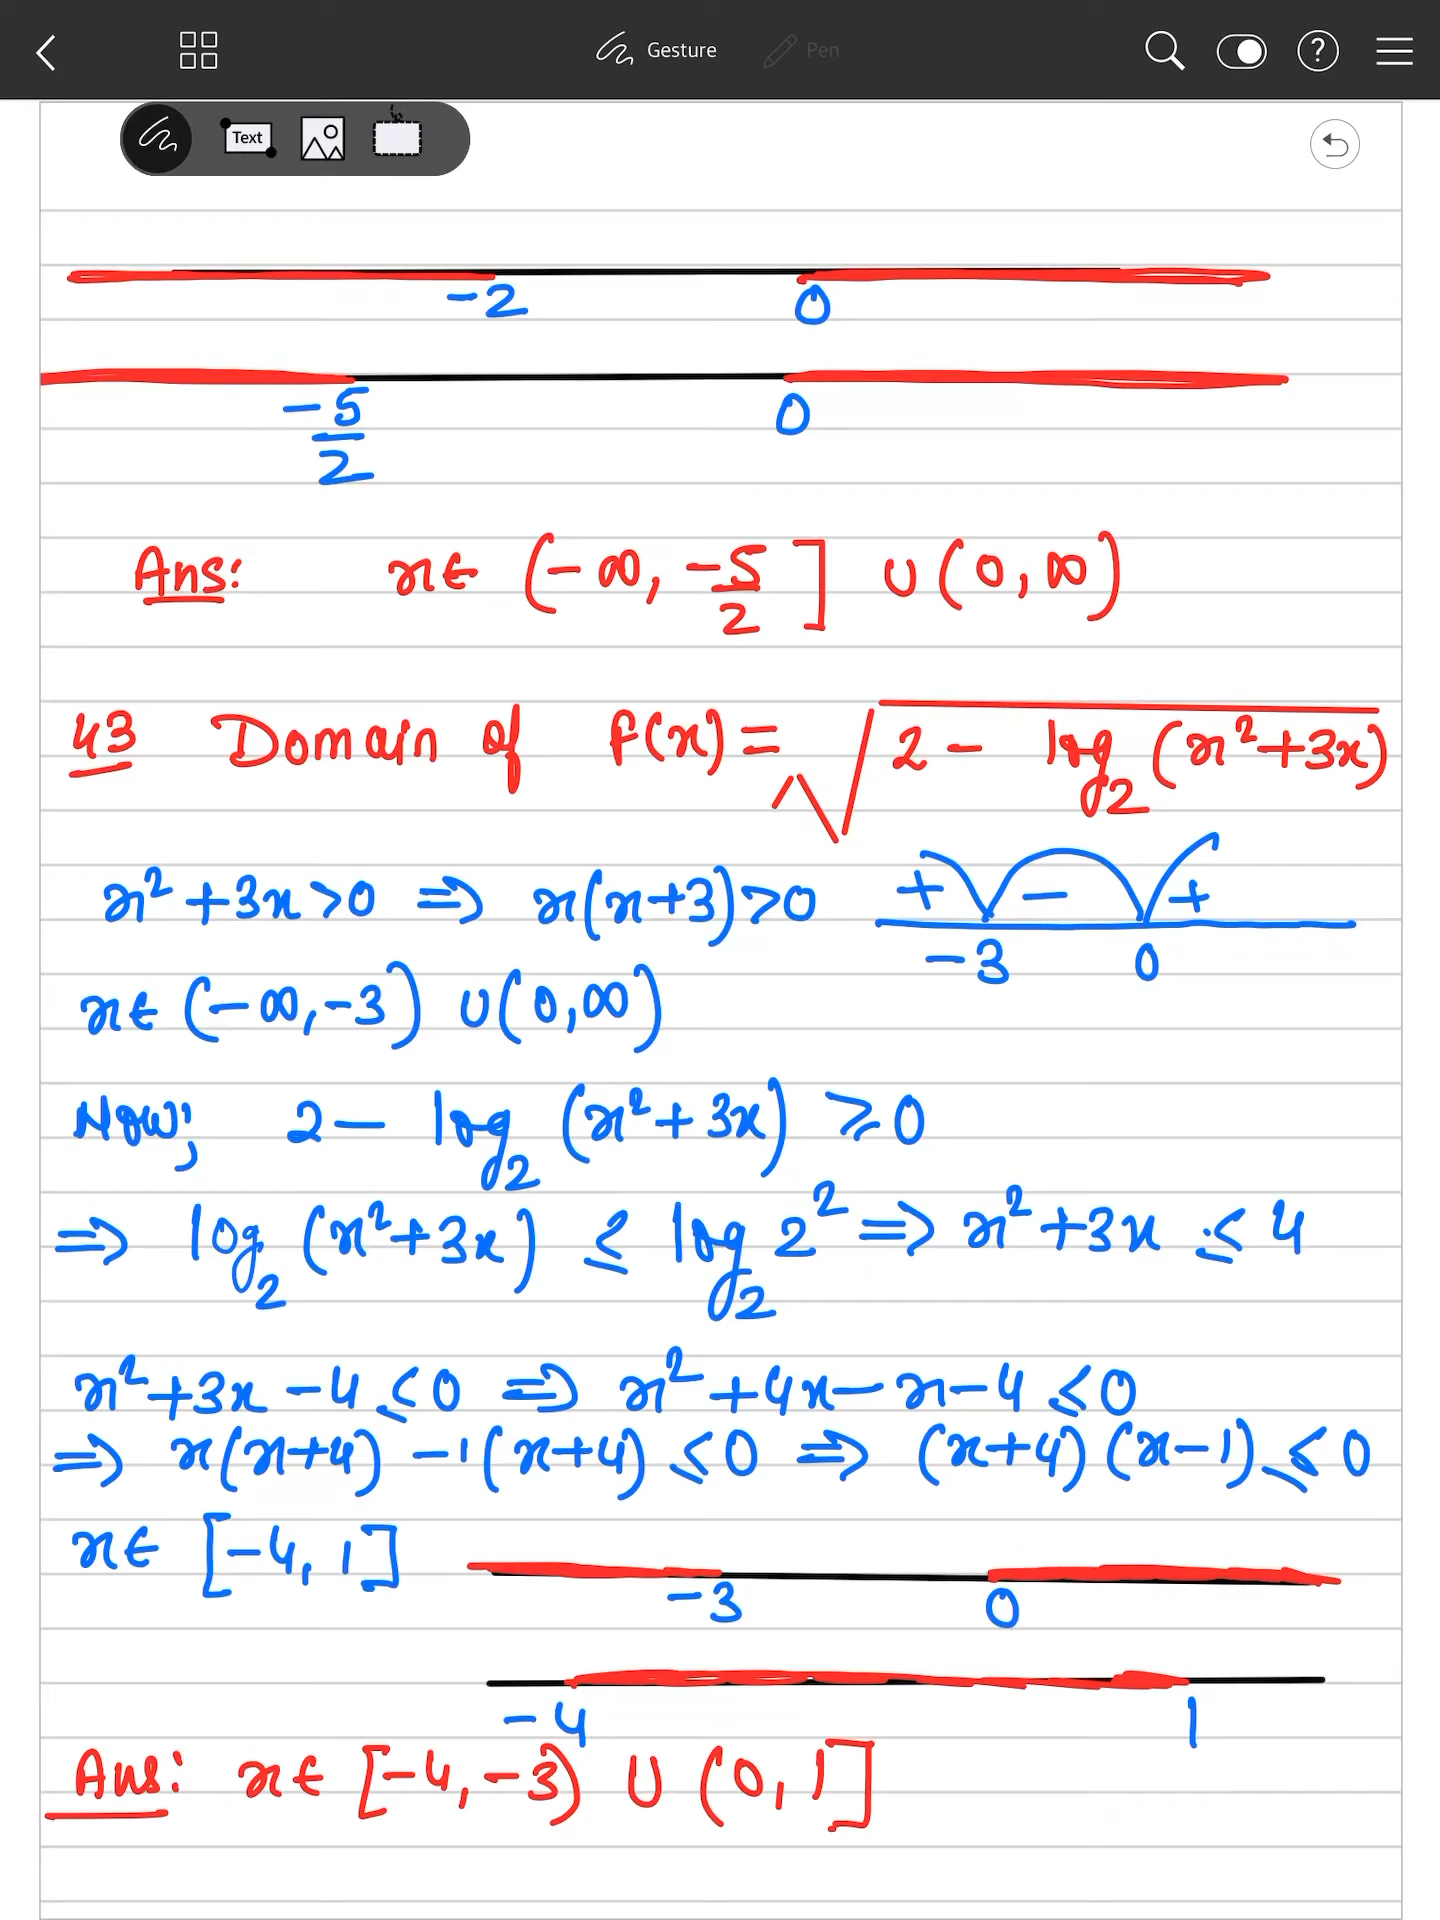 Gesture Pen
Text
-2 0
-5/2 0
Ans: x∈ (-∞, -5/2] ∪ (0,∞)
43 Domain of f(x) = √(2 - log₂(x²+3x))
x²+3x>0 ⇒ x(x+3)>0 + - +
-3 0
x∈ (-∞,-3) ∪ (0,∞)
Now; 2 - log₂(x²+3x) ≥ 0
⇒ log₂(x²+3x) ≤ log₂2² ⇒ x²+3x ≤ 4
x²+3x-4 ≤0 ⇒ x²+4x-x-4 ≤0
⇒ x(x+4) -1(x+4) ≤0 ⇒ (x+4)(x-1) ≤ 0
x∈ [-4, 1]
-3 0
-4 1
Ans: x∈ [-4,-3) ∪ (0,1]